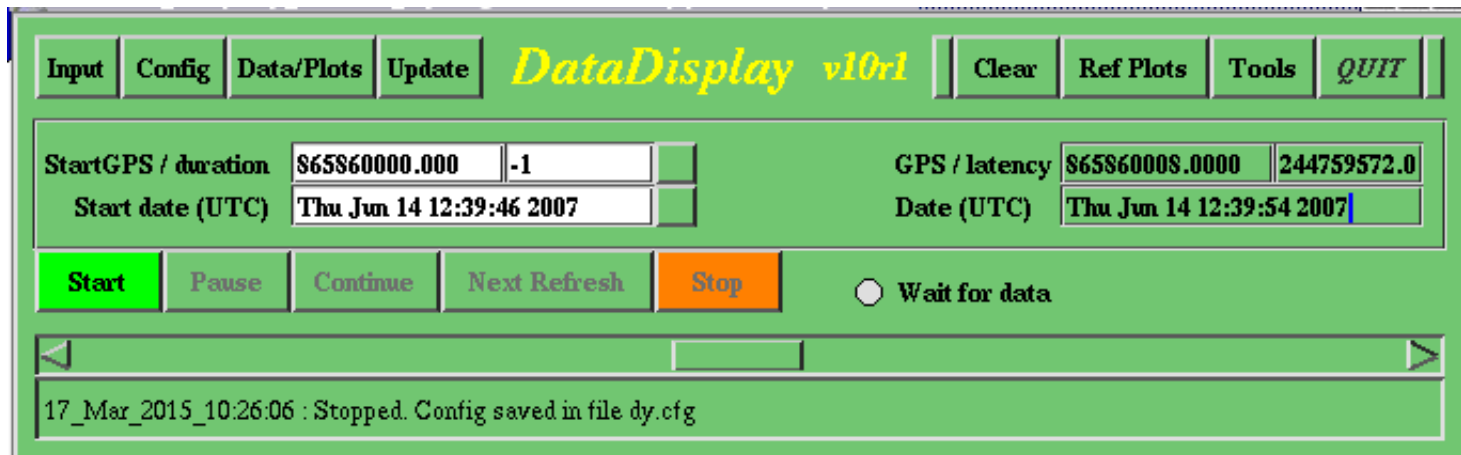 Input Config Data/Plots Update DataDisplay v10r1 Clear Ref Plots Tools QUIT
StartGPS / duration 865860000.000 -1 GPS / latency 865860008.0000 244759572.0
Start date (UTC) Thu Jun 14 12:39:46 2007 Date (UTC) Thu Jun 14 12:39:54 2007
Start Pause Continue Next Refresh Stop Wait for data
17_Mar_2015_10:26:06 : Stopped. Config saved in file dy.cfg